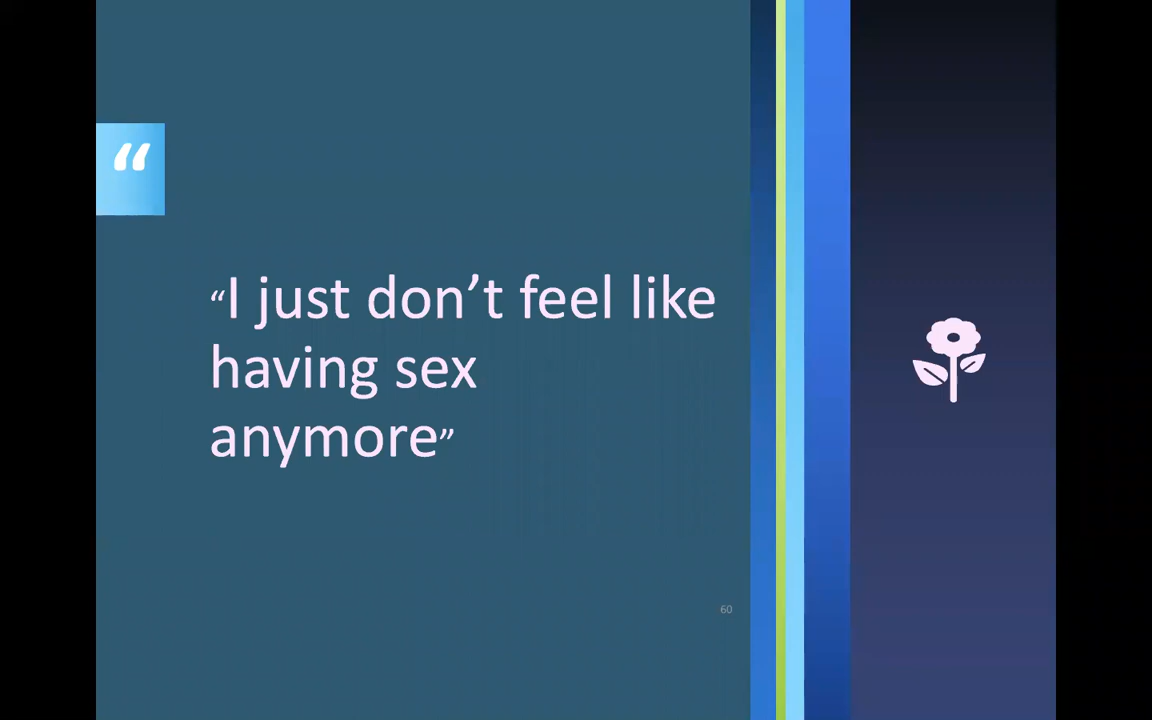 “
“I just don’t feel like
having sex
anymore”
60